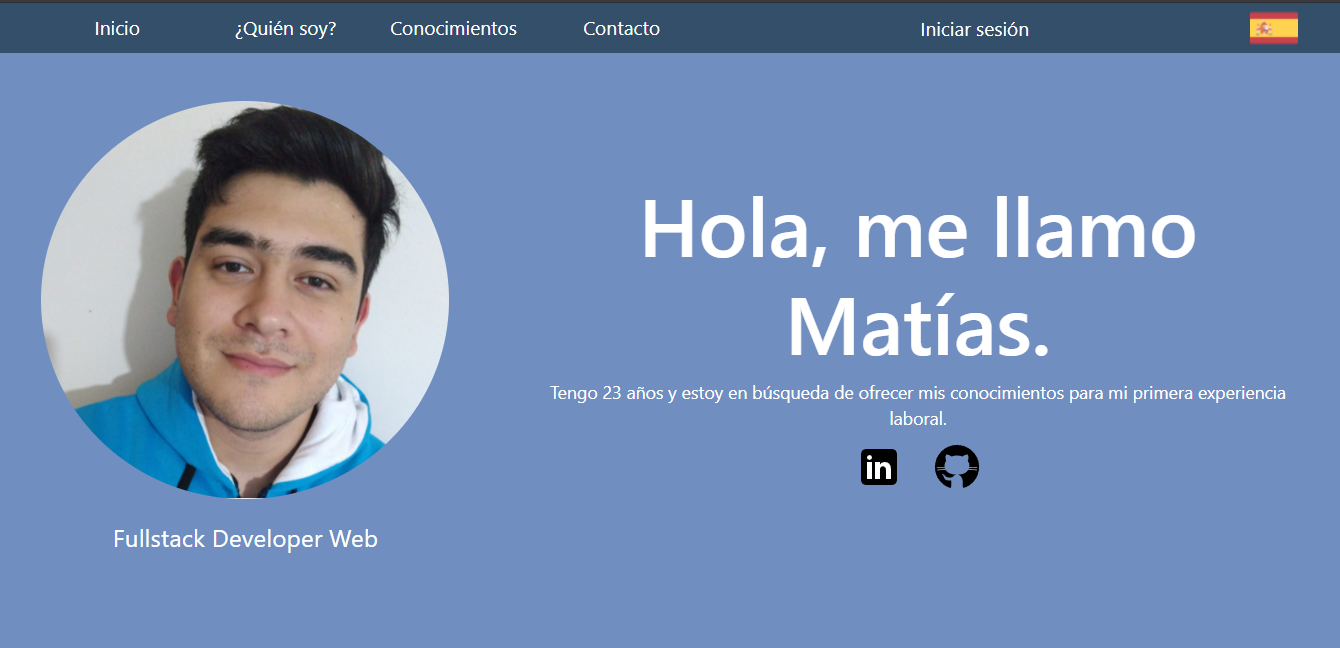 Inicio
¿Quién soy?
Conocimientos
Contacto
Iniciar sesión
Hola, me llamo
Matías.
Tengo 23 años y estoy en búsqueda de ofrecer mis conocimientos para mi primera experiencia
laboral.
in
Fullstack Developer Web